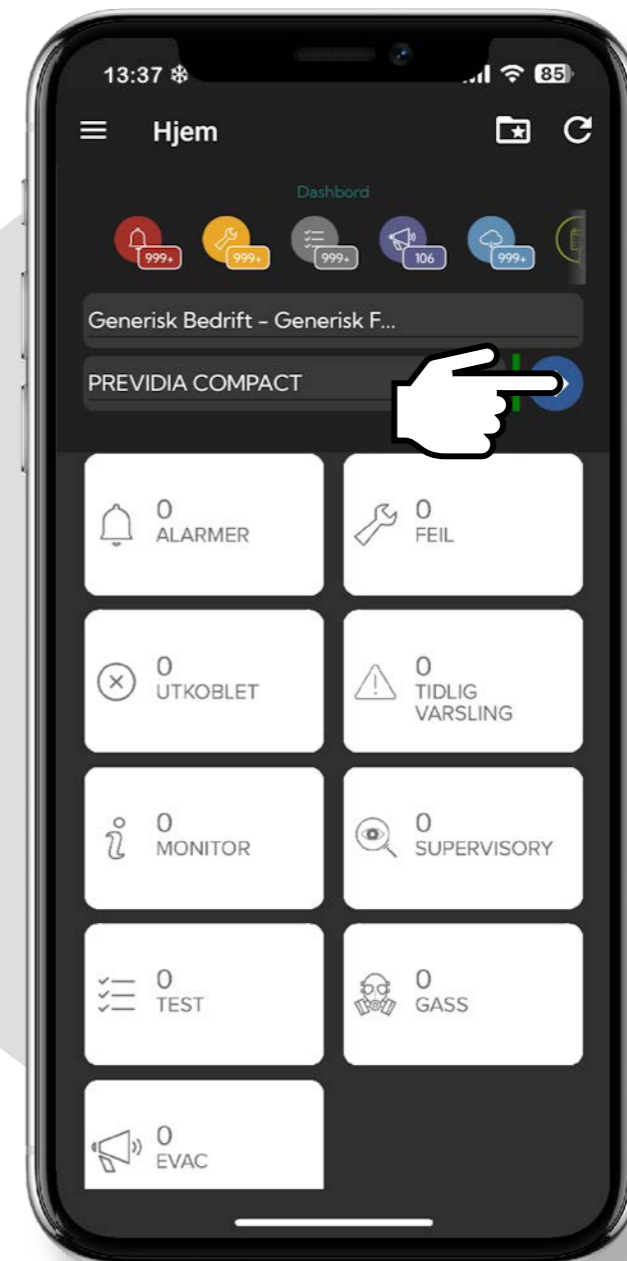 13:37
85
Hjem
Dashbord
999+
999+
999+
106
999+
Generisk Bedrift - Generisk F...
PREVIDIA COMPACT
0
ALARMER
0
FEIL
0
UTKOBLET
0
TIDLIG
VARSLING
0
MONITOR
0
SUPERVISORY
0
TEST
0
GASS
0
EVAC